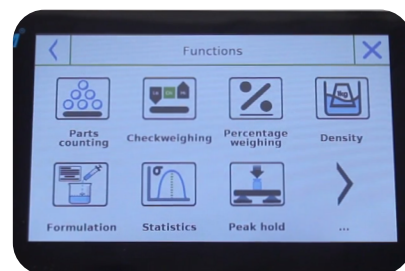 Functions
Parts
counting
Checkweighing
Percentage
weighing
Density
Formulation
Statistics
Peak hold
...